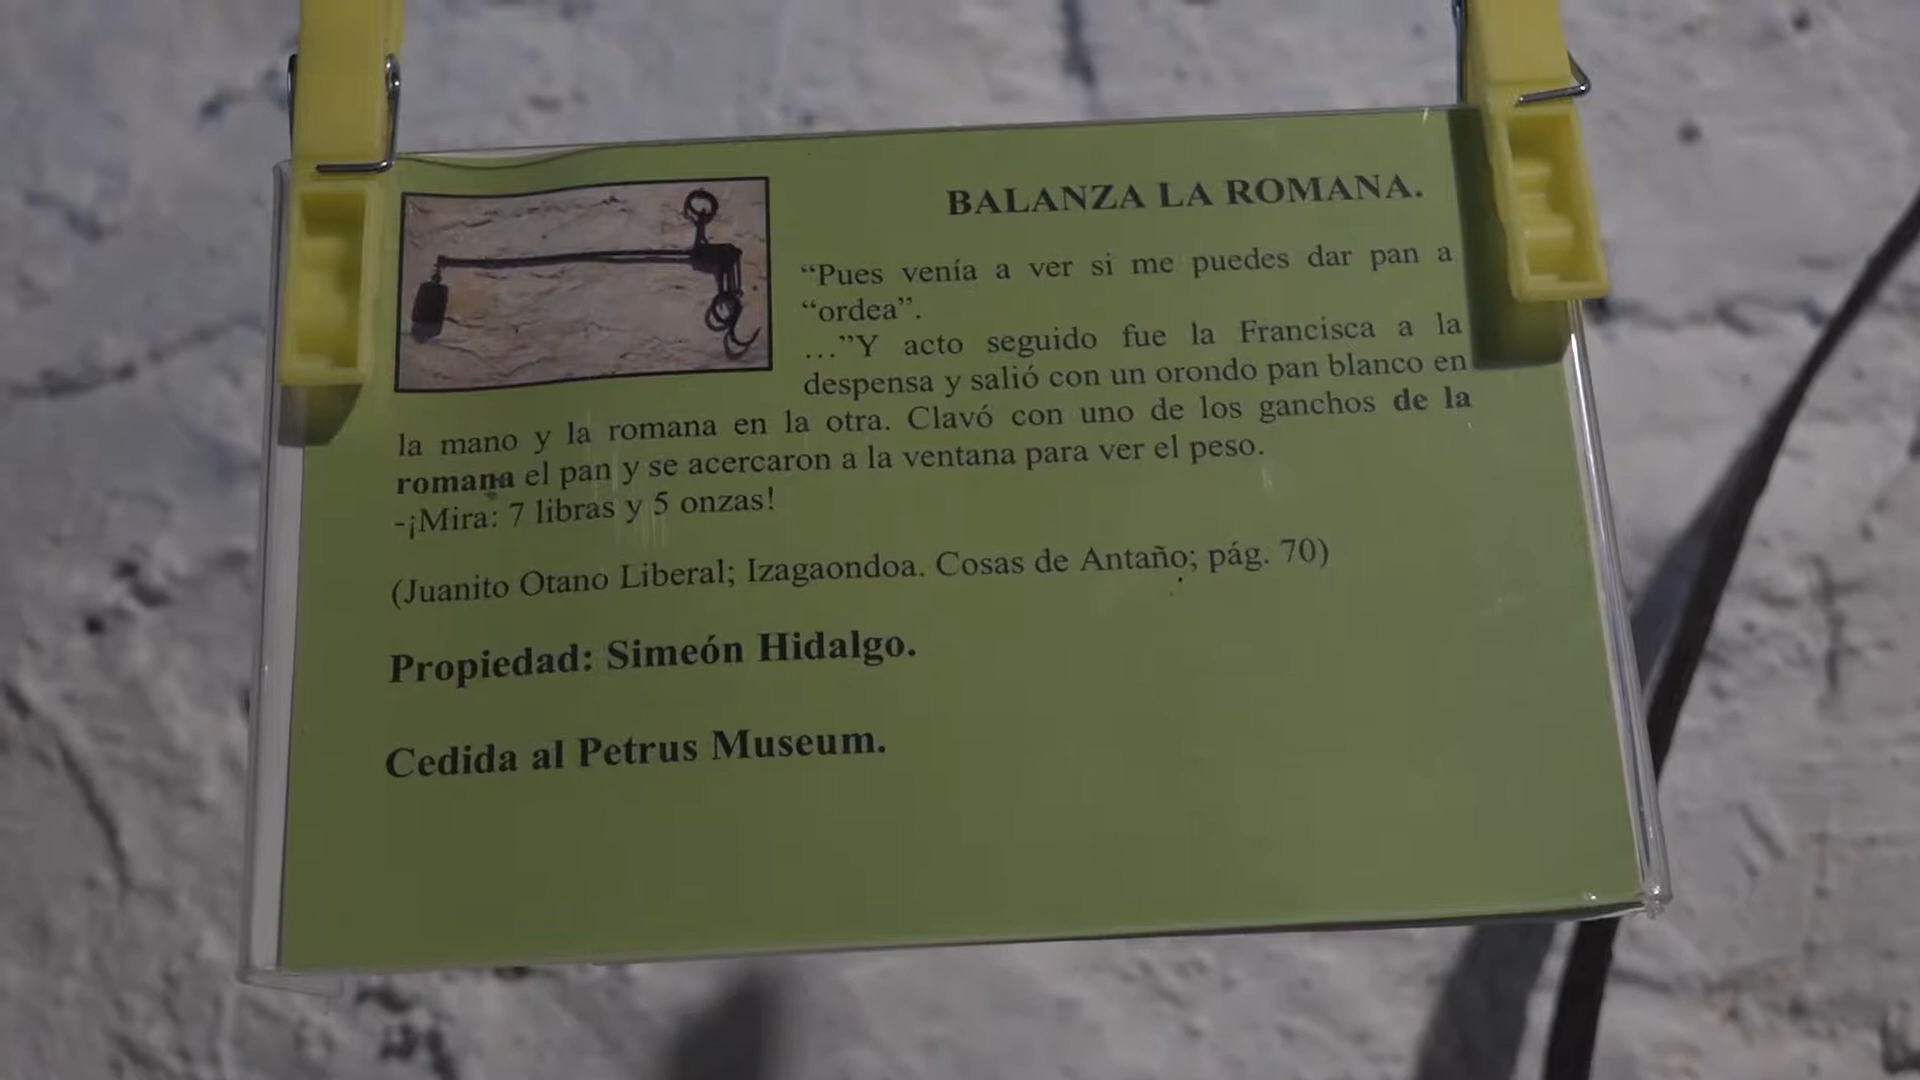 BALANZA LA ROMANA.
“Pues venía a ver si me puedes dar pan a
“ordea”.
…”Y acto seguido fue la Francisca a la
despensa y salió con un orondo pan blanco en
la mano y la romana en la otra. Clavó con uno de los ganchos de la
romana el pan y se acercaron a la ventana para ver el peso.
-¡Mira: 7 libras y 5 onzas!
(Juanito Otano Liberal; Izagaondoa. Cosas de Antaño; pág. 70)
Propiedad: Simeón Hidalgo.
Cedida al Petrus Museum.